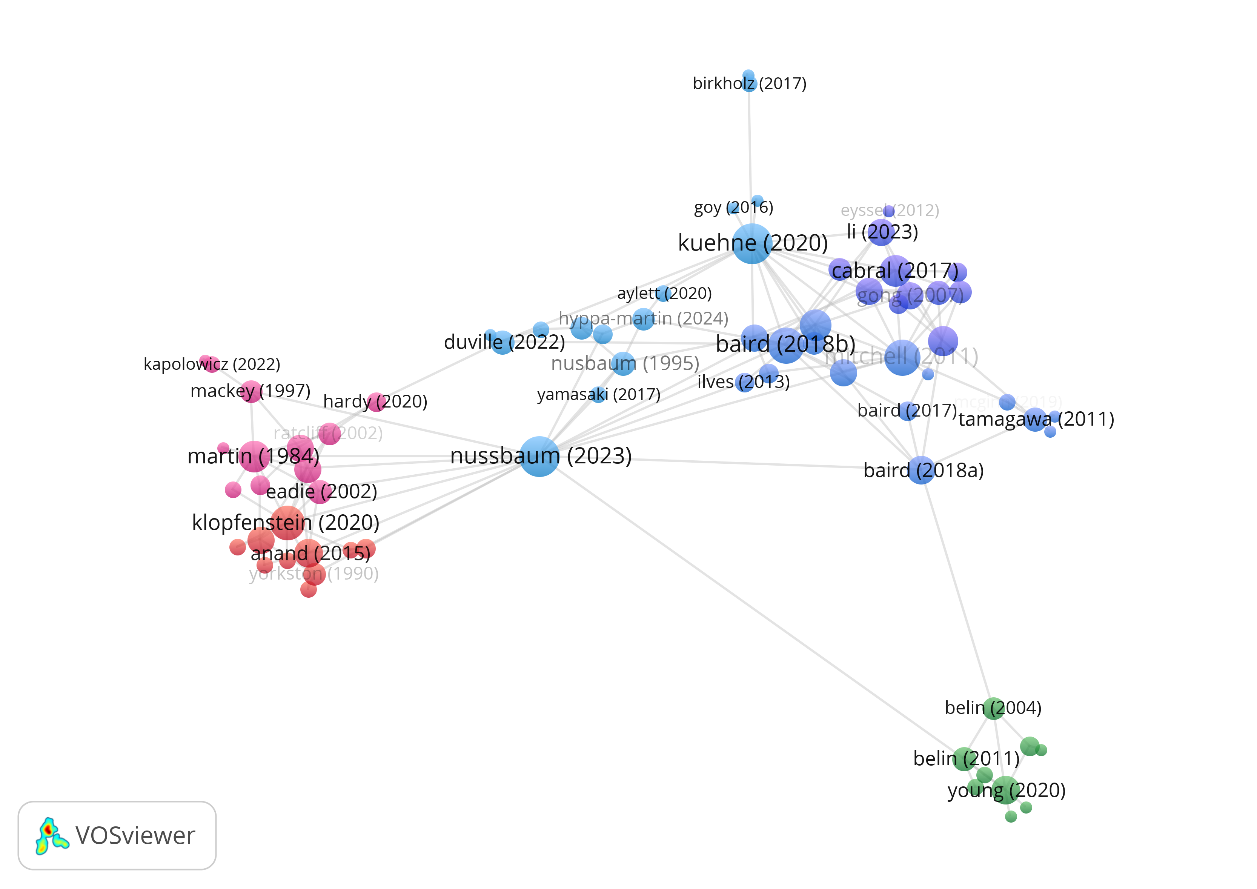 birkholz (2017)
goy (2016)
eyssel (2012)
li (2023)
kuehne (2020)
cabral (2017)
aylett (2020)
gong (2007)
hyppa-martin (2024)
duville (2022)
baird (2018b)
mitchell (2011)
kapolowicz (2022)
nusbaum (1995)
mackey (1997)
ilves (2013)
hardy (2020)
yamasaki (2017)
baird (2017)
tamagawa (2011)
ratcliff (2002)
martin (1984)
nussbaum (2023)
baird (2018a)
eadie (2002)
klopfenstein (2020)
anand (2015)
yorkston (1990)
belin (2004)
belin (2011)
young (2020)
VOSviewer